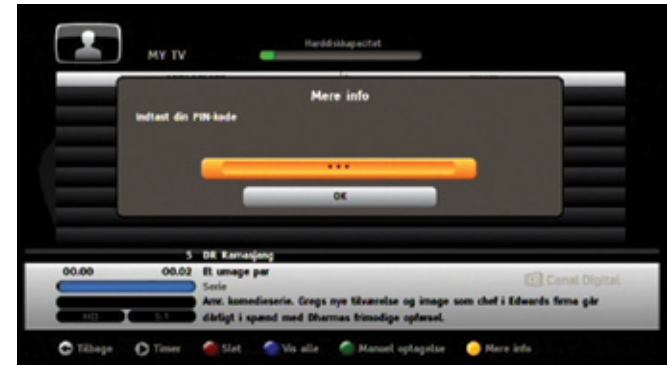 MY TV
Harddiskkapacitet
Mere info
Indtast din PIN-kode
***
OK
5 DR Ramasjang
00.00 00.02 Et umage par
Serie
Canal Digital
Amr. komedieserie. Gregs nye tilværelse og image som chef i Edwards firma går
HD 5.1 dårligt i spænd med Dharmas frimodige opførsel.
Tilbage Timer Slet Vis alle Manuel optagelse Mere info